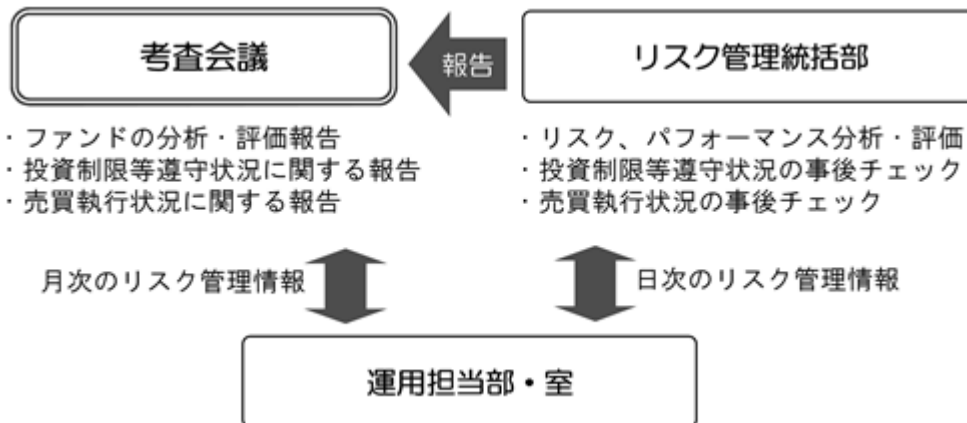 考査会議
報告
リスク管理統括部
・ファンドの分析・評価報告
・投資制限等遵守状況に関する報告
・売買執行状況に関する報告
・リスク、パフォーマンス分析・評価
・投資制限等遵守状況の事後チェック
・売買執行状況の事後チェック
月次のリスク管理情報
日次のリスク管理情報
運用担当部・室